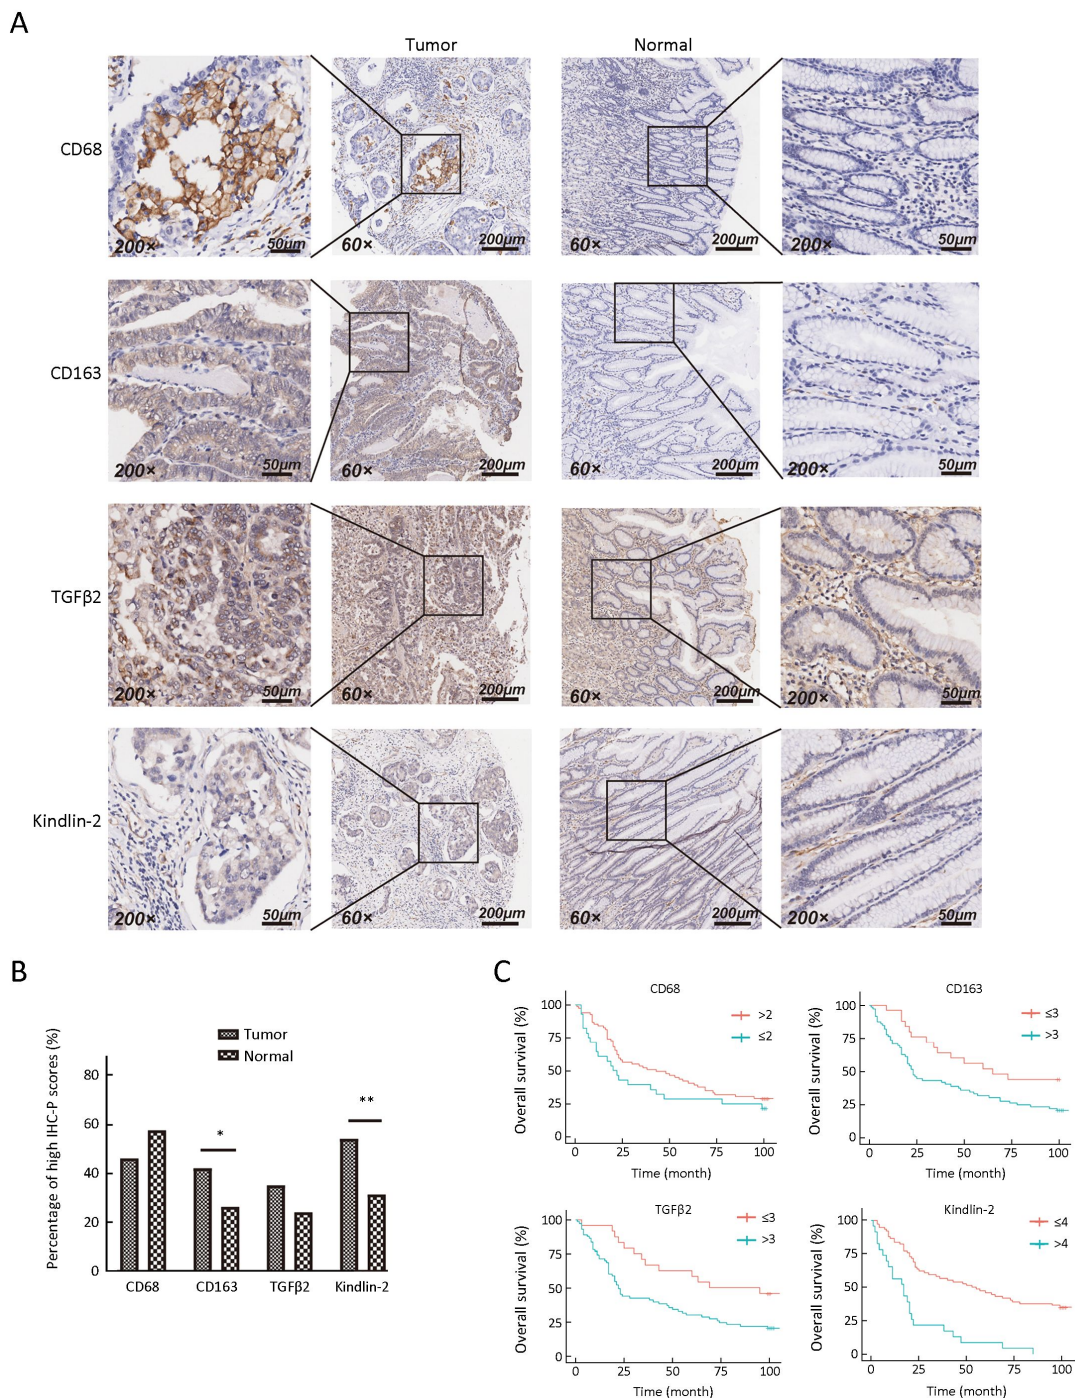 A
Tumor
Normal
CD68
200×
50μm
60×
200μm
60×
200μm
200×
50μm
CD163
200×
50μm
60×
200μm
60×
200μm
200×
50μm
TGFβ2
200×
50μm
60×
200μm
60×
200μm
200×
50μm
Kindlin-2
200×
50μm
60×
200μm
60×
200μm
200×
50μm
B
Percentage of high IHC-P scores (%)
Tumor
Normal
80
60
40
20
0
*
**
CD68
CD163
TGFβ2
Kindlin-2
C
CD68
>2
≤2
Overall survival (%)
100
75
50
25
0
0
25
50
75
100
Time (month)
CD163
≤3
>3
Overall survival (%)
100
75
50
25
0
0
25
50
75
100
Time (month)
TGFβ2
≤3
>3
Overall survival (%)
100
75
50
25
0
0
25
50
75
100
Time (month)
Kindlin-2
≤4
>4
Overall survival (%)
100
75
50
25
0
0
25
50
75
100
Time (month)